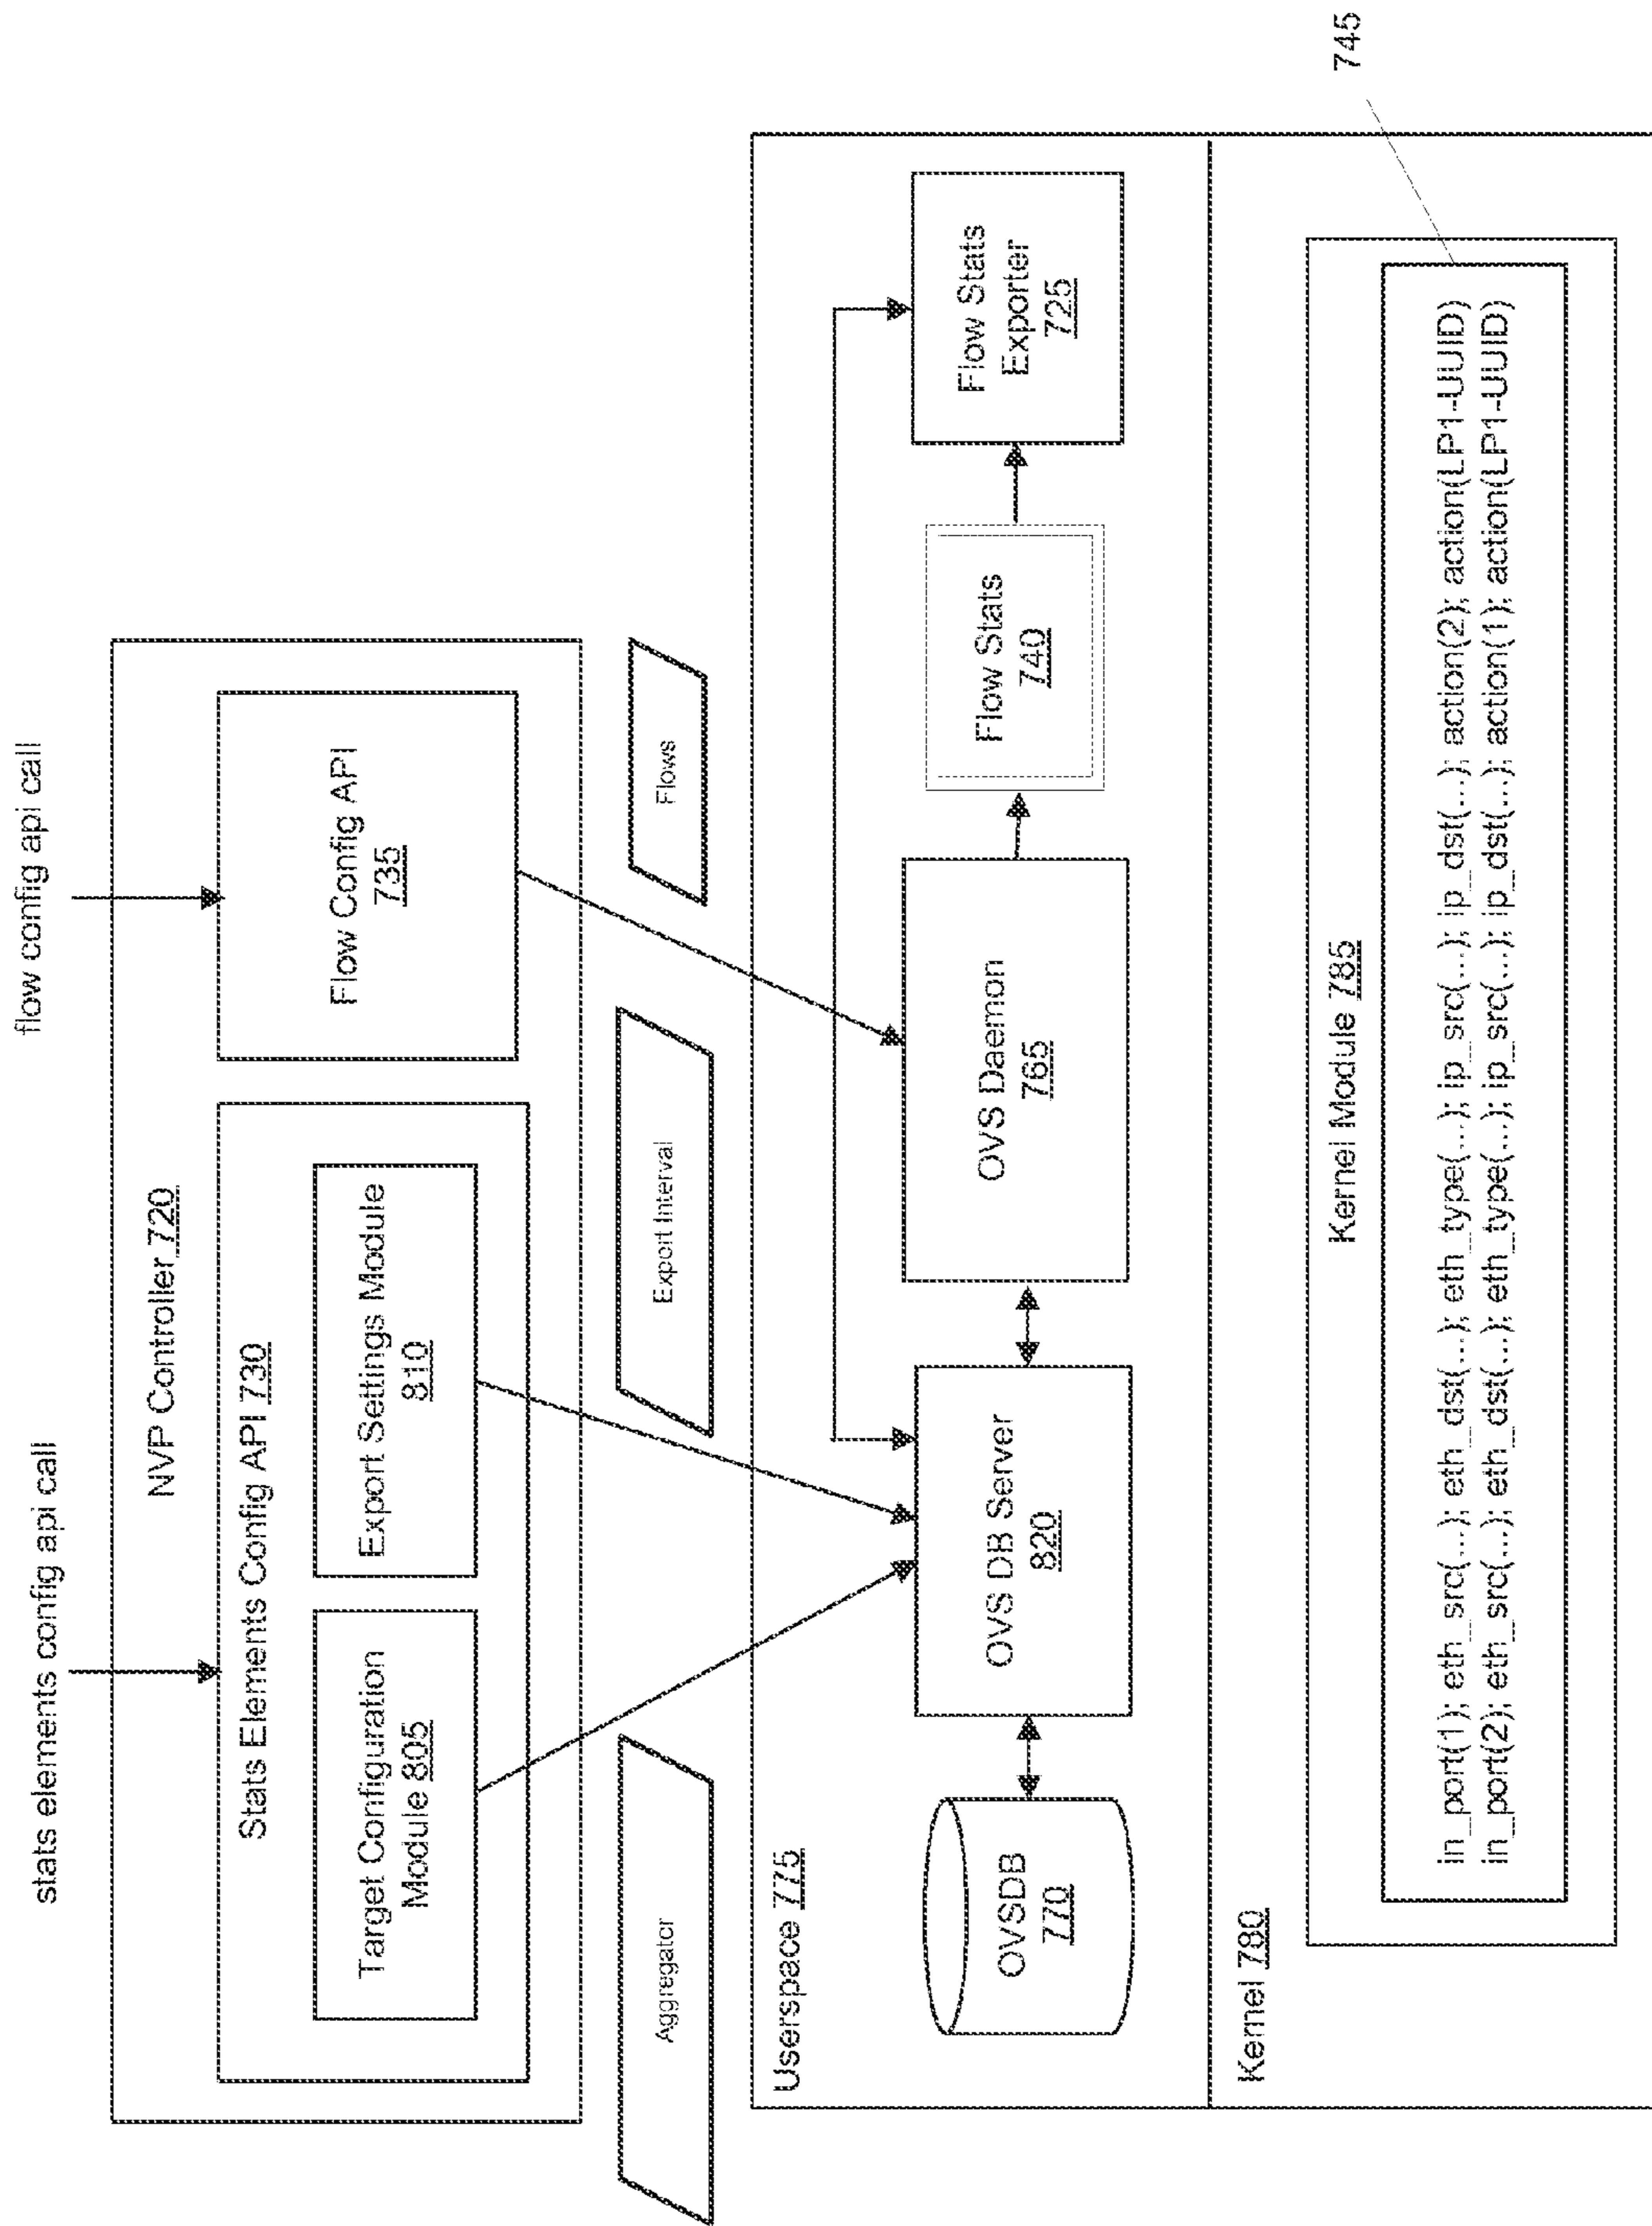 stats elements config api call
flow config api call
NVP Controller 720
Stats Elements Config API 730
Target Configuration
Module 805
Export Settings Module
810
Flow Config API
735
Aggregator
Export Interval
Flows
Userspace 775
OVSDB
770
OVS DB Server
820
OVS Daemon
765
Flow Stats
740
Flow Stats
Exporter
725
Kernel 780
Kernel Module 785
in_port(1); eth_src(...); eth_dst(...); eth_type(...); ip_src(...); ip_dst(...); action(2); action(LP1-UUID)
in_port(2); eth_src(...); eth_dst(...); eth_type(...); ip_src(...); ip_dst(...); action(1); action(LP1-UUID)
745